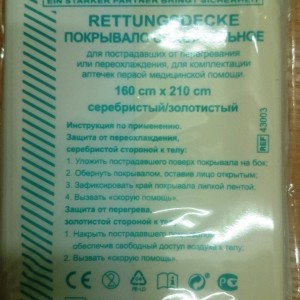 EIN STARKER PARTNER BRINGT SICHERHEIT
RETTUNGSDECKE
ПОКРЫВАЛО
для пострадавших от перегревания
или переохлаждения, для комплектации
аптечек первой медицинской помощи.
160 cm x 210 cm
серебристый/золотистый
REF 43003
Инструкция по применению.
Защита от переохлаждения,
серебристой стороной к телу:
1. Уложить пострадавшего поверх покрывала на бок;
2. Обернуть покрывалом, оставив лицо открытым;
3. Зафиксировать край покрывала липкой лентой;
4. Вызвать «скорую помощь».
Защита от перегрева,
золотистой стороной к телу:
1. Накрыть пострадавшего
обеспечив свободный доступ воздуха к телу;
2. Вызвать «скорую помощь».
CE